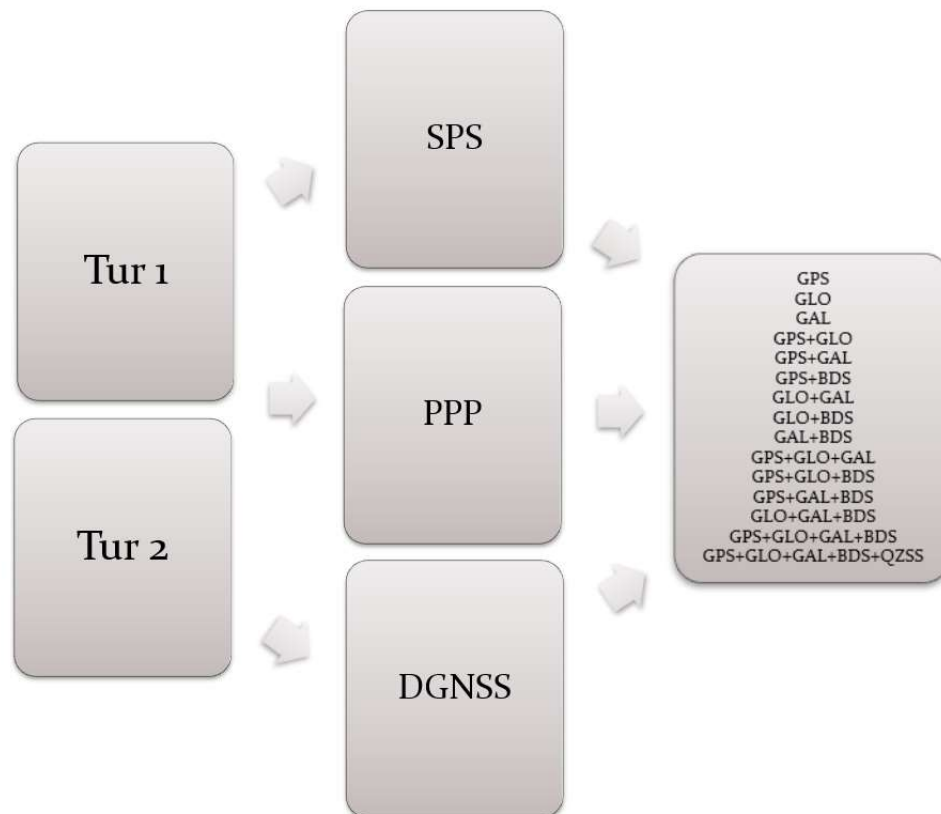 Tur 1
Tur 2
SPS
PPP
DGNSS
GPS
GLO
GAL
GPS+GLO
GPS+GAL
GPS+BDS
GLO+GAL
GLO+BDS
GAL+BDS
GPS+GLO+GAL
GPS+GLO+BDS
GPS+GAL+BDS
GLO+GAL+BDS
GPS+GLO+GAL+BDS
GPS+GLO+GAL+BDS+QZSS